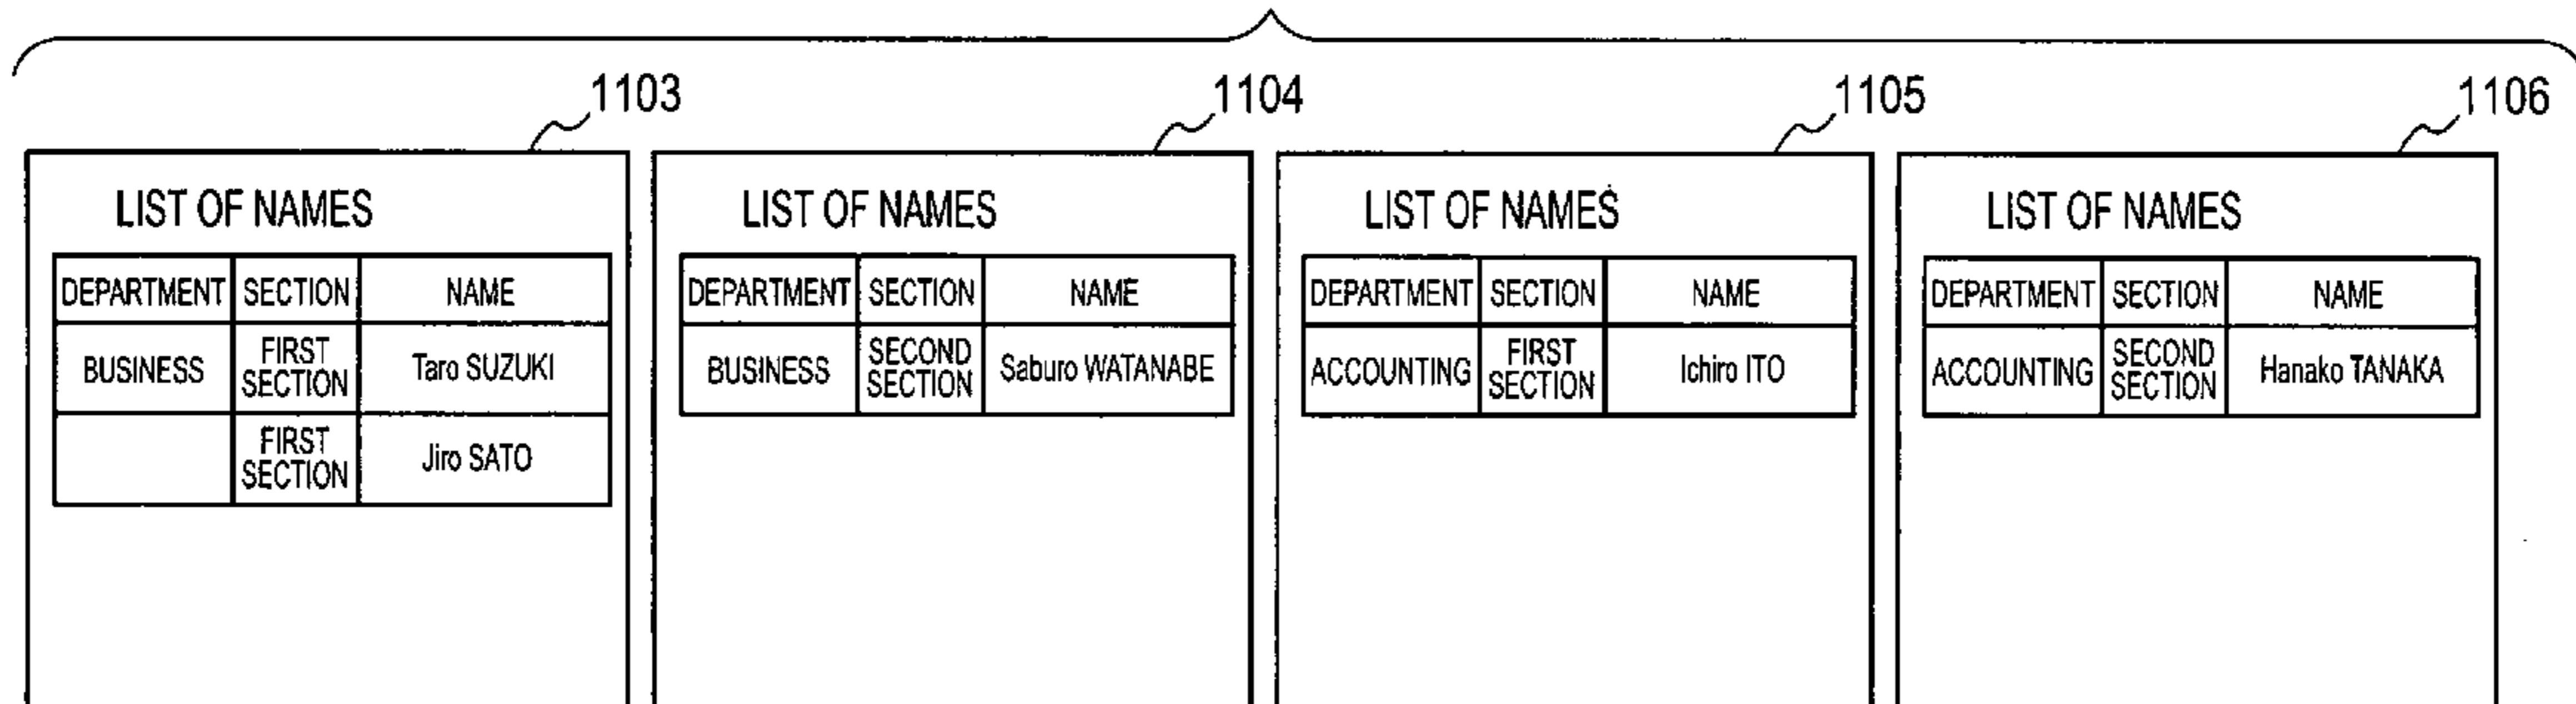 1103
LIST OF NAMES
DEPARTMENT SECTION NAME
BUSINESS FIRST SECTION Taro SUZUKI
FIRST SECTION Jiro SATO
1104
LIST OF NAMES
DEPARTMENT SECTION NAME
BUSINESS SECOND SECTION Saburo WATANABE
1105
LIST OF NAMES
DEPARTMENT SECTION NAME
ACCOUNTING FIRST SECTION Ichiro ITO
1106
LIST OF NAMES
DEPARTMENT SECTION NAME
ACCOUNTING SECOND SECTION Hanako TANAKA